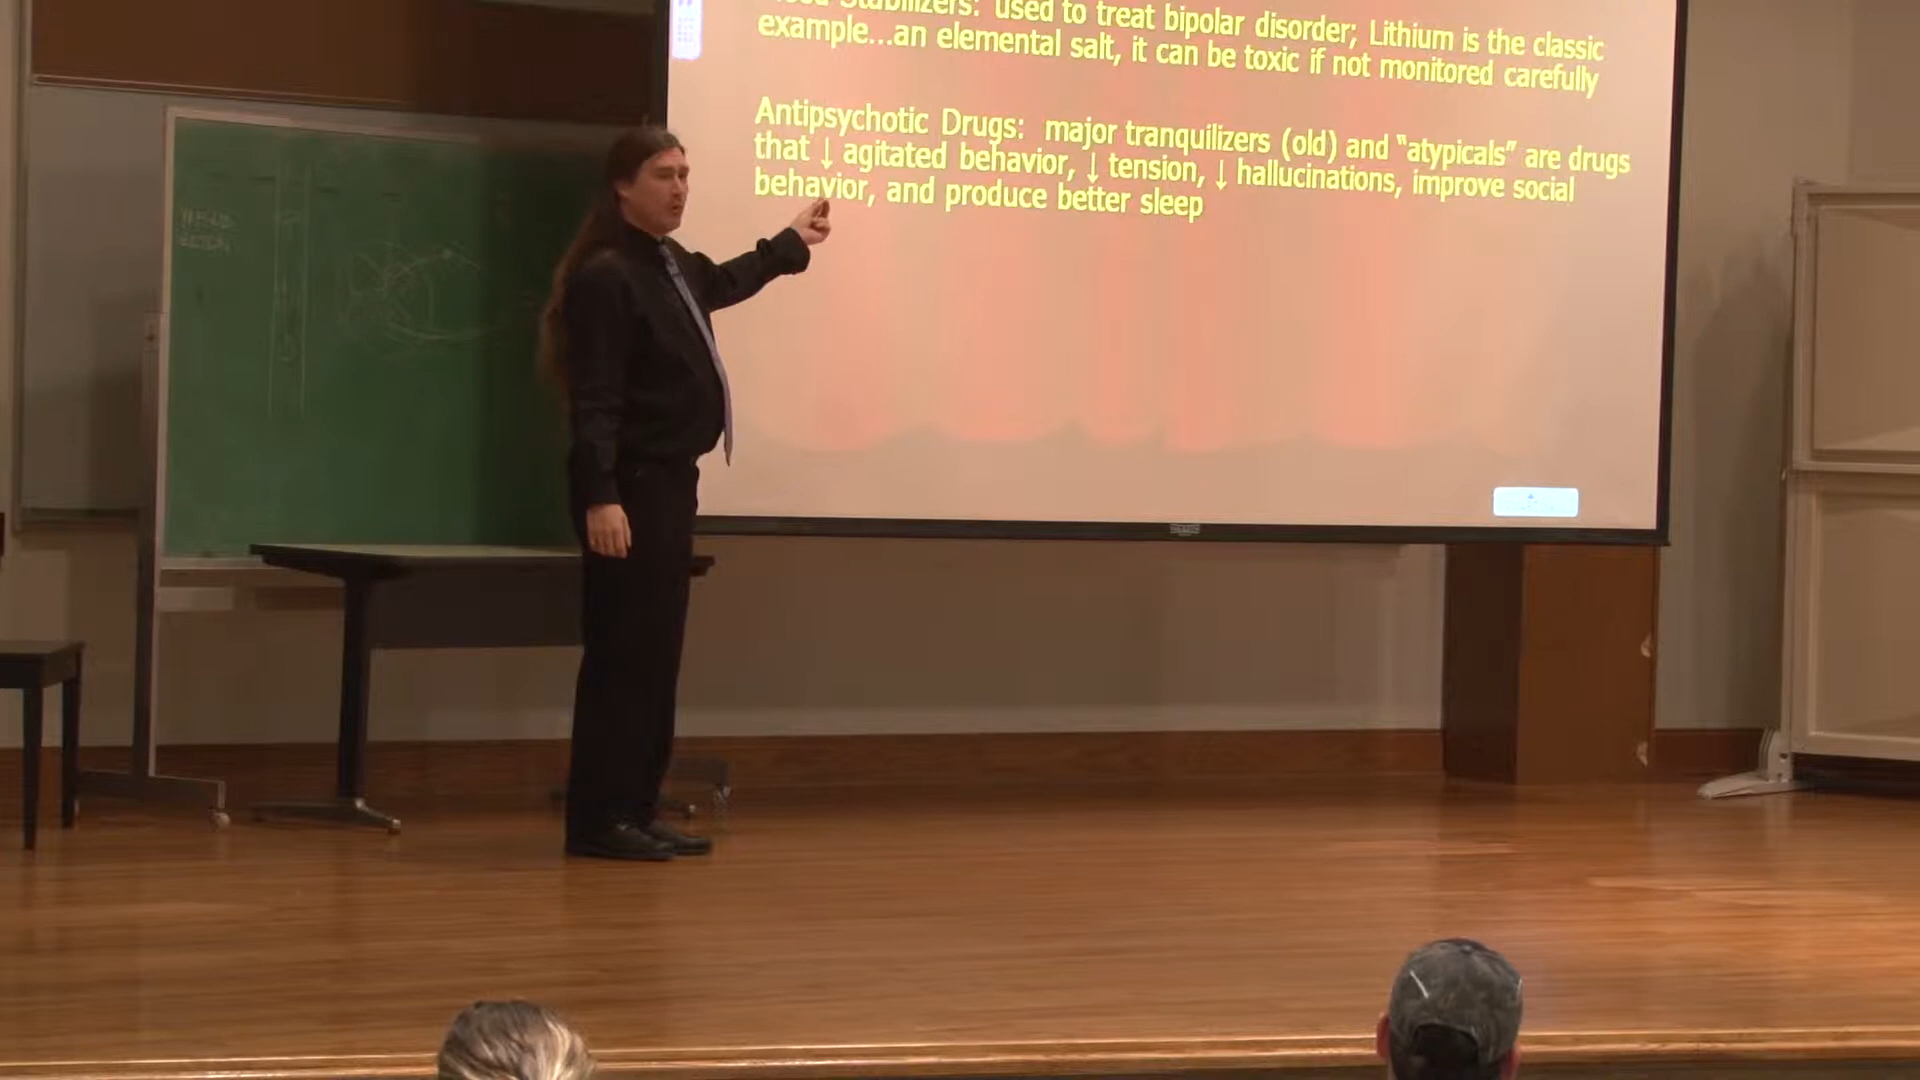 Stabilizers: used to treat bipolar disorder; Lithium is the classic
example...an elemental salt, it can be toxic if not monitored carefully
Antipsychotic Drugs: major tranquilizers (old) and “atypicals” are drugs
that ↓ agitated behavior, ↓ tension, ↓ hallucinations, improve social
behavior, and produce better sleep